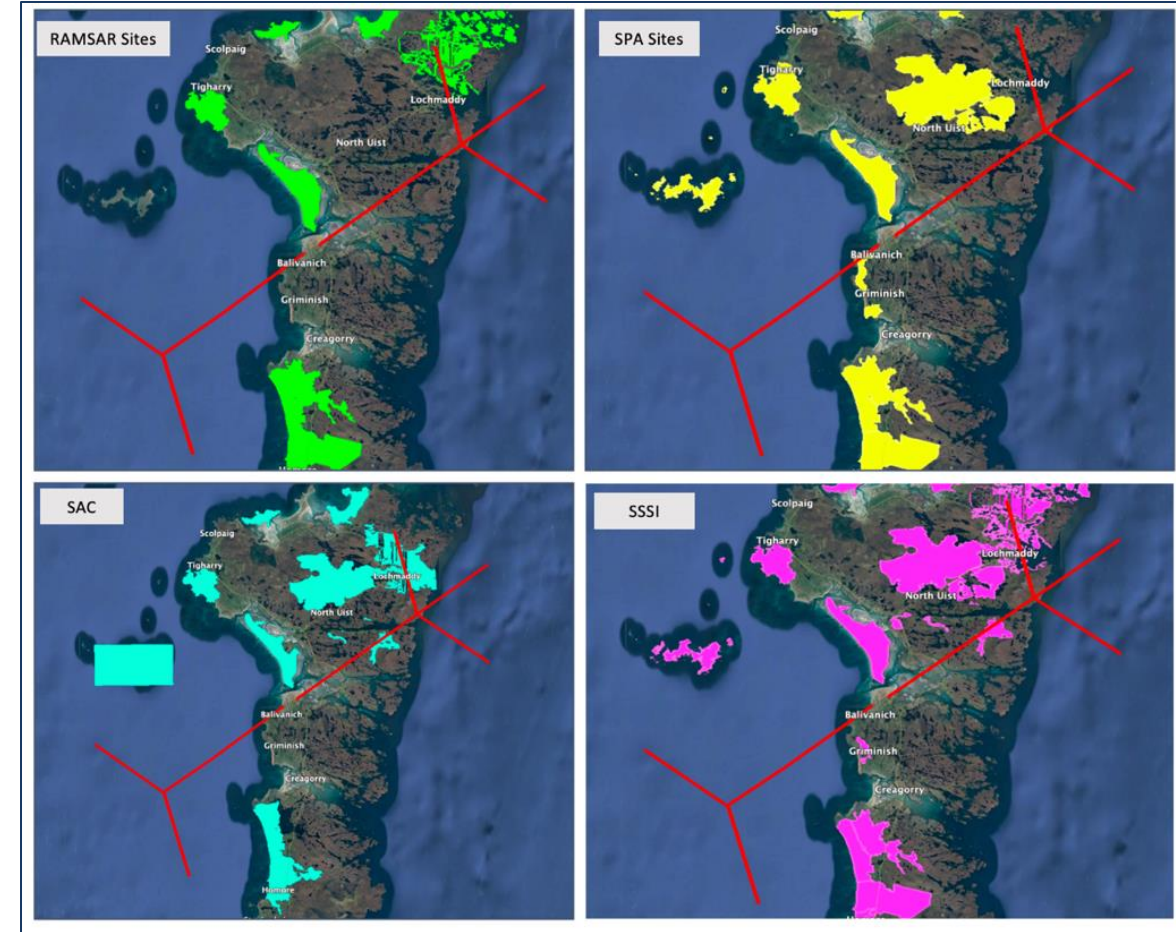 RAMSAR Sites
Scolpaig
Tigharry
Lochmaddy
North Uist
Balivanich
Griminish
Creagorry
SPA Sites
Tigharry
Lochmaddy
North Uist
Balivanich
Griminish
Creagorry
SAC
Scolpaig
Tigharry
Lochmaddy
North Uist
Balivanich
Griminish
Creagorry
Howmore
SSSI
Scolpaig
Tigharry
Lochmaddy
North Uist
Balivanich
Griminish
Creagorry